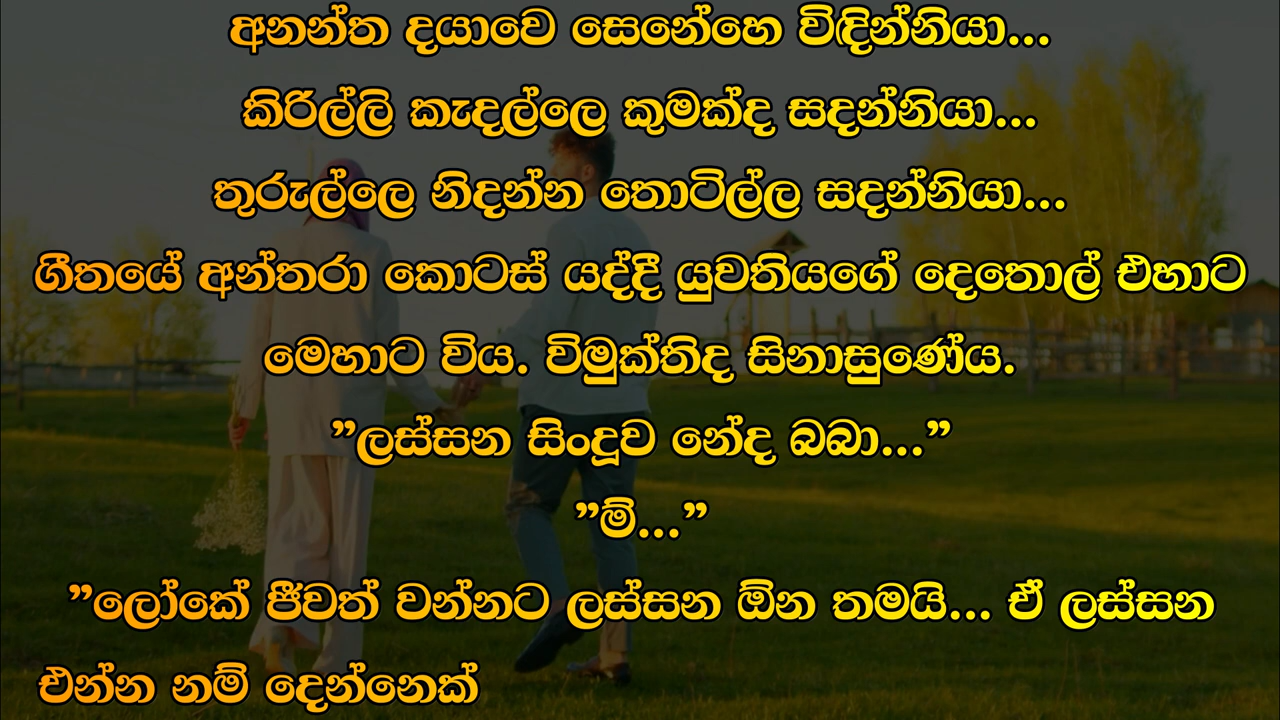 අනන්ත දයාවෙ සෙනේහෙ විඳින්නියා...
කිරිල්ලි කැදල්ලෙ කුමක්ද සදන්නියා...
තුරුල්ලෙ නිදන්න තොටිල්ල සදන්නියා...
ගීතයේ අන්තරා කොටස් යද්දී යුවතියගේ දෙතොල් එහාට
මෙහාට විය. විමුක්තිද සිනාසුණේය.
”ලස්සන සිංදූව නේද බබා...”
”ම්...”
”ලෝකේ ජීවත් වන්නට ලස්සන ඕන තමයි... ඒ ලස්සන
එන්න නම් දෙන්නෙක්